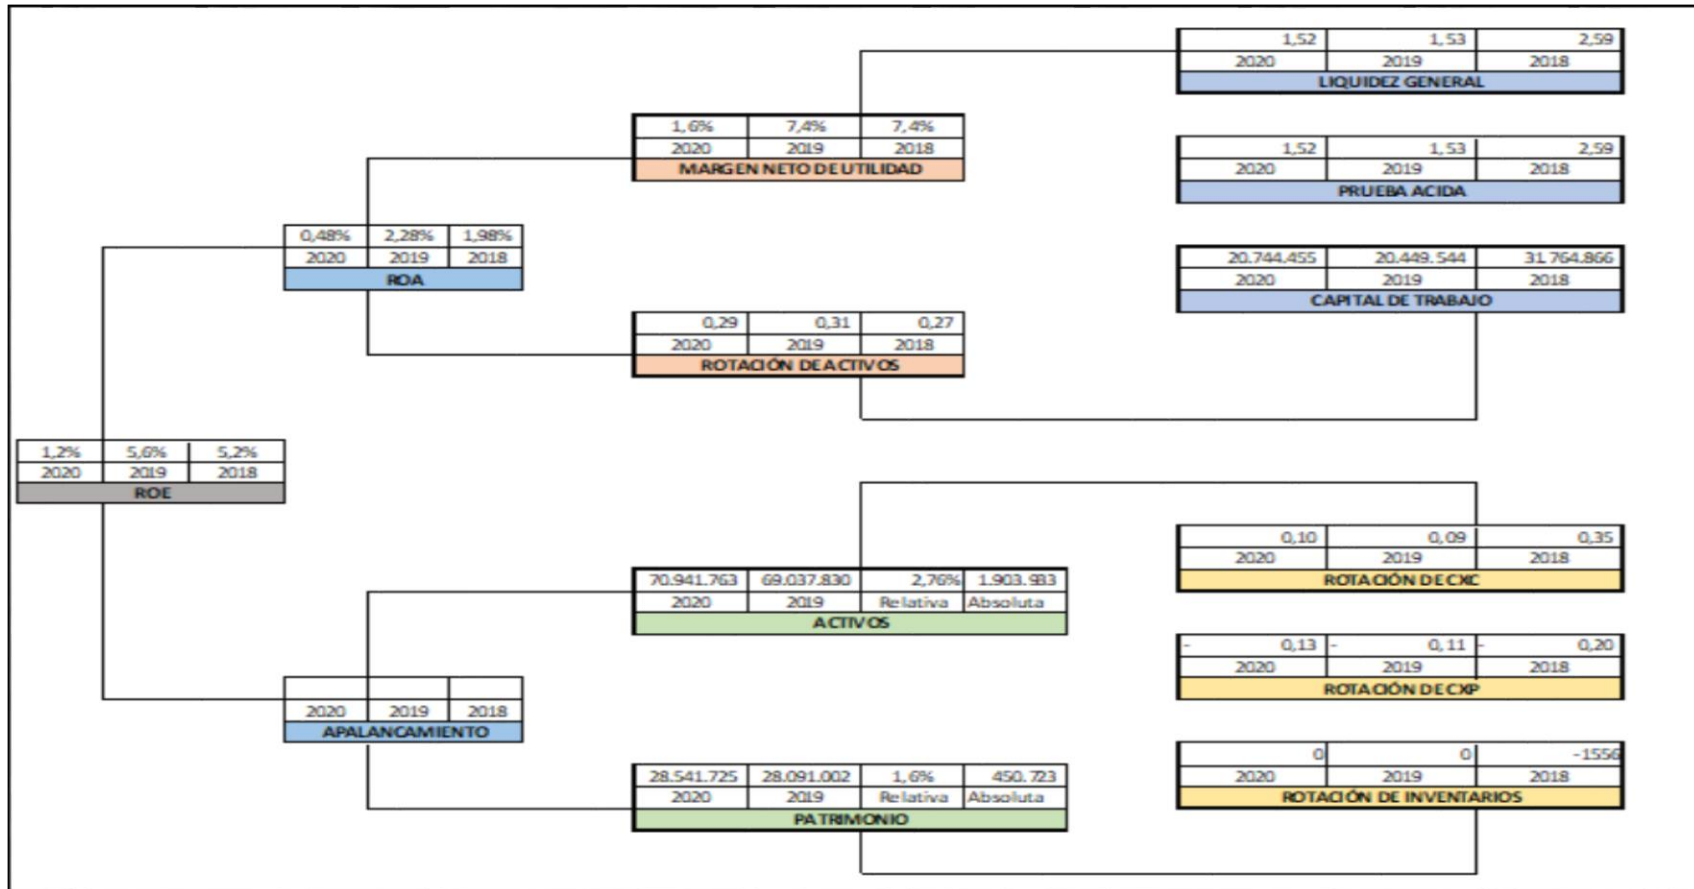 1,52 1,53 2,59
2020 2019 2018
LIQUIDEZ GENERAL
1,6% 7,4% 7,4%
2020 2019 2018
MARGEN NETO DE UTILIDAD
1,52 1,53 2,59
2020 2019 2018
PRUEBA ACIDA
0,48% 2,28% 1,98%
2020 2019 2018
ROA
20.744.455 20.449.544 31.764.866
2020 2019 2018
CAPITAL DE TRABAJO
0,29 0,31 0,27
2020 2019 2018
ROTACIÓN DE ACTIVOS
1,2% 5,6% 5,2%
2020 2019 2018
ROE
0,10 0,09 0,35
2020 2019 2018
ROTACIÓN DE CXC
70.941.763 69.037.830 2,76% 1.903.933
2020 2019 Relativa Absoluta
ACTIVOS
- 0,13 - 0,11 - 0,20
2020 2019 2018
ROTACIÓN DE CXP
2020 2019 2018
APALANCAMIENTO
0 0 -1556
2020 2019 2018
ROTACIÓN DE INVENTARIOS
28.541.725 28.091.002 1,6% 450.723
2020 2019 Relativa Absoluta
PATRIMONIO